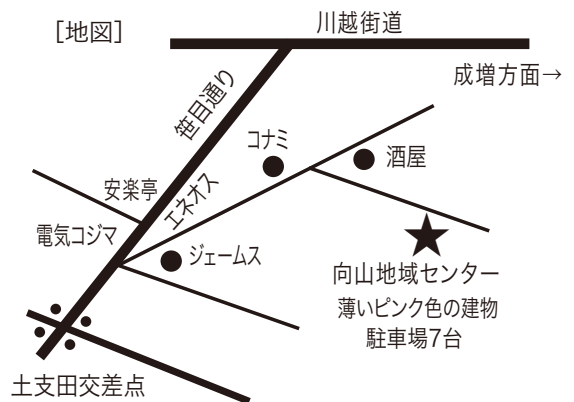 [地図]
川越街道
成増方面→
笹目通り
コナミ
酒屋
安楽亭
エネオス
電気コジマ
ジェームス
向山地域センター
薄いピンク色の建物
駐車場7台
土支田交差点